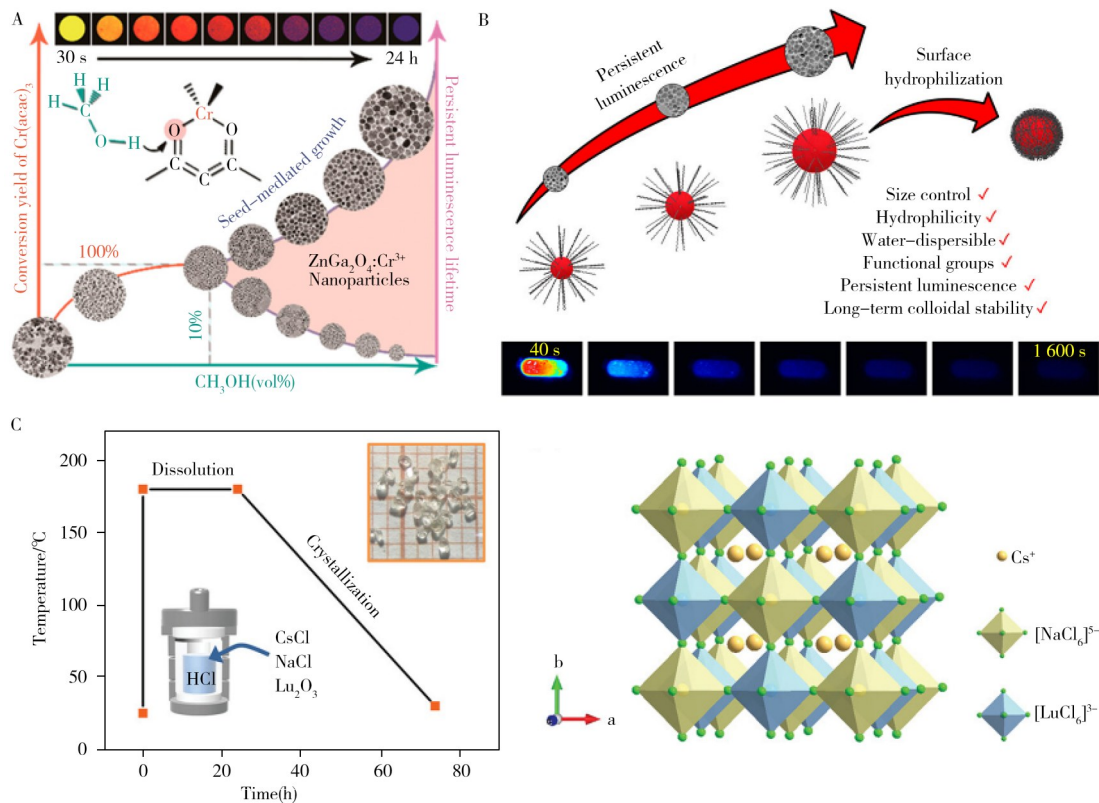 A
30 s
24 h
Conversion yield of Cr(acac)₃
Persistent luminescence lifetime
H
H
H
C
O
H
Cr
O
O
C
C
C
Seed-medlated growth
100%
10%
ZnGa₂O₄:Cr³⁺
Nanoparticles
CH₃OH(vol%)
B
Persistent
luminescence
Surface
hydrophilization
Size control ✓
Hydrophilicity ✓
Water-dispersible ✓
Functional groups ✓
Persistent luminescence ✓
Long-term colloidal stability ✓
40 s
1 600 s
C
Temperature/℃
200
150
100
50
0
Dissolution
Crystallization
CsCl
NaCl
Lu₂O₃
HCl
0
20
40
60
80
Time(h)
b
a
Cs⁺
[NaCl₆]⁵⁻
[LuCl₆]³⁻